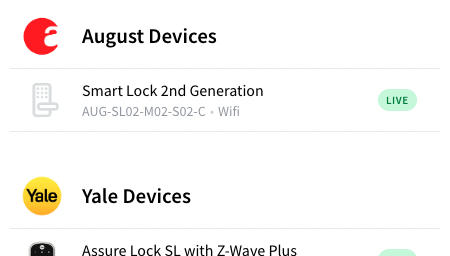 August Devices
Smart Lock 2nd Generation
LIVE
AUG-SL02-M02-S02-C • Wifi
Yale
Yale Devices
Assure Lock SL with Z-Wave Plus